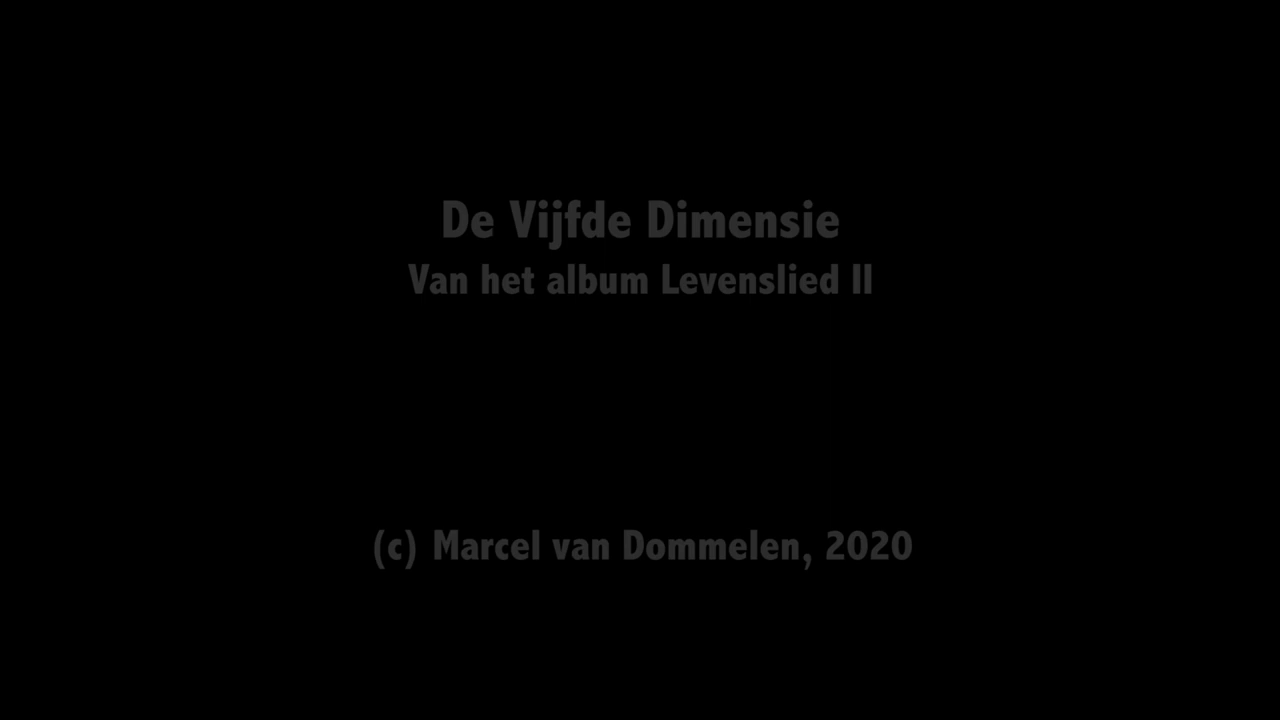 De Vijfde Dimensie
Van het album Levenslied II
(c) Marcel van Dommelen, 2020